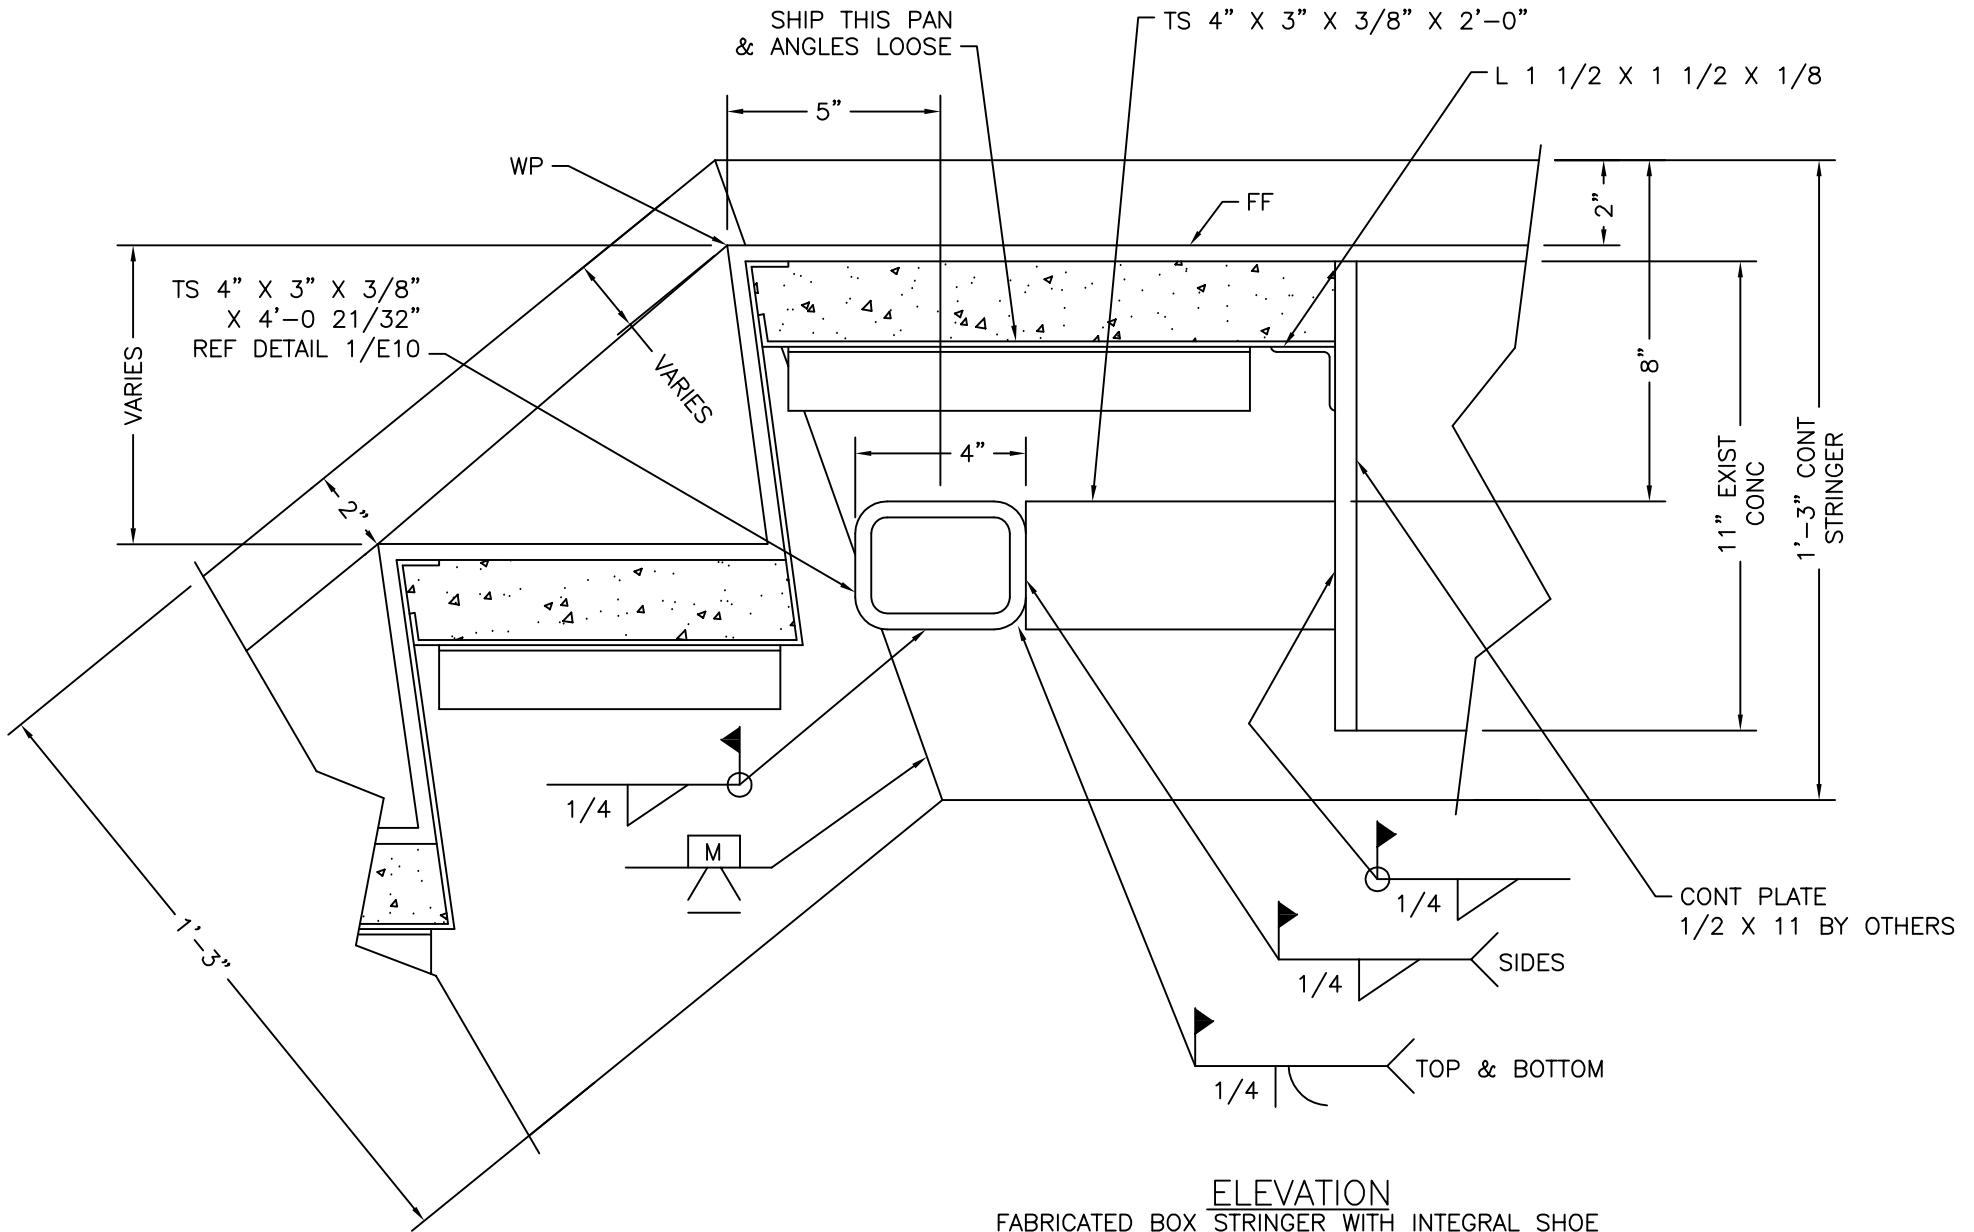 SHIP THIS PAN
& ANGLES LOOSE
TS 4” X 3” X 3/8” X 2’-0”
L 1 1/2 X 1 1/2 X 1/8
5”
WP
FF
2”
TS 4” X 3” X 3/8”
X 4’-0 21/32”
REF DETAIL 1/E10
VARIES
VARIES
8”
4”
11” EXIST
CONC
1’-3” CONT
STRINGER
2”
1/4
M
1’-3”
1/4
CONT PLATE
1/2 X 11 BY OTHERS
1/4
SIDES
1/4
TOP & BOTTOM
ELEVATION
FABRICATED BOX STRINGER WITH INTEGRAL SHOE